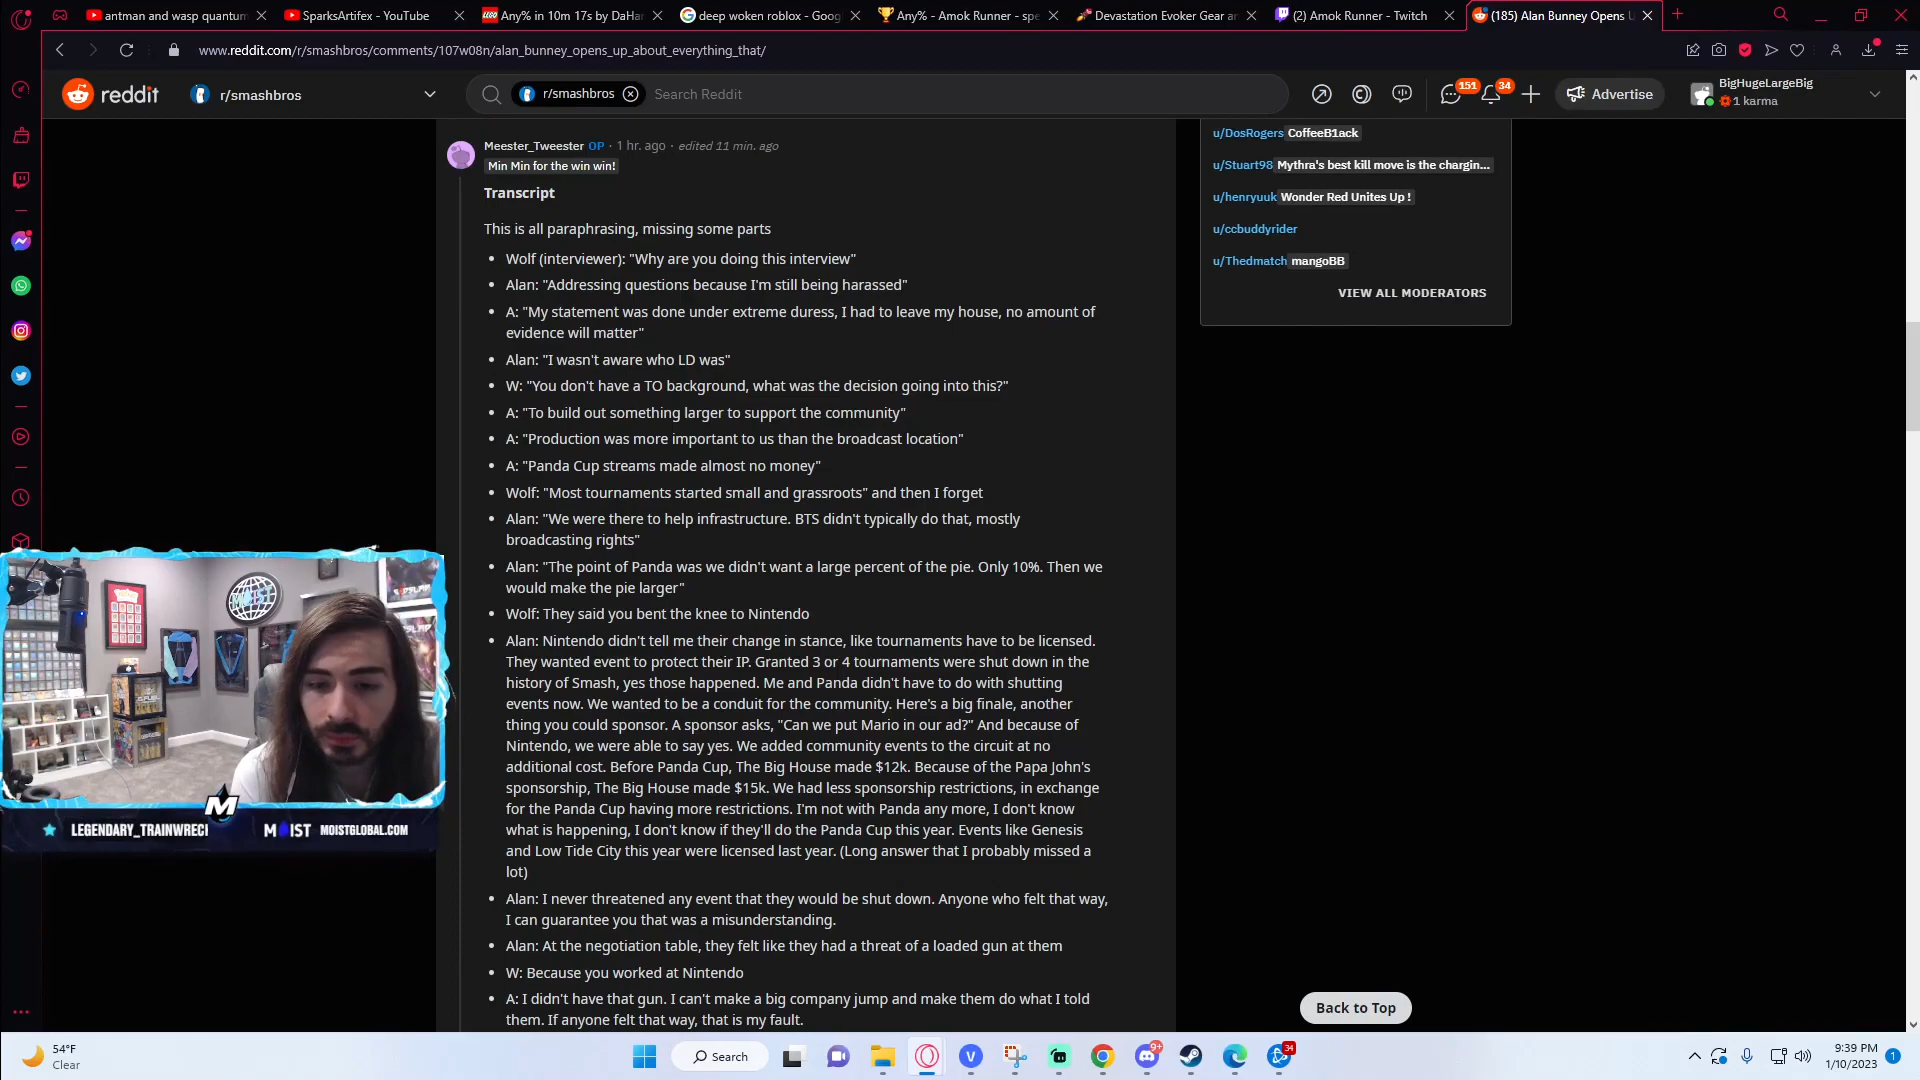 antman and wasp quantum
SparksArtifex - YouTube
Any% in 10m 17s by DaHar
deep woken roblox - Goog
Any% - Amok Runner - spe
Devastation Evoker Gear an
(2) Amok Runner - Twitch
(185) Alan Bunney Opens U
www.reddit.com/r/smashbros/comments/107w08n/alan_bunney_opens_up_about_everything_that/
reddit
r/smashbros
r/smashbros
Search Reddit
151
34
Advertise
BigHugeLargeBig
1 karma
Meester_Tweester OP · 1 hr. ago · edited 11 min. ago
Min Min for the win win!
Transcript
This is all paraphrasing, missing some parts
• Wolf (interviewer): "Why are you doing this interview"
• Alan: "Addressing questions because I'm still being harassed"
• A: "My statement was done under extreme duress, I had to leave my house, no amount of
evidence will matter"
• Alan: "I wasn't aware who LD was"
• W: "You don't have a TO background, what was the decision going into this?"
• A: "To build out something larger to support the community"
• A: "Production was more important to us than the broadcast location"
• A: "Panda Cup streams made almost no money"
• Wolf: "Most tournaments started small and grassroots" and then I forget
• Alan: "We were there to help infrastructure. BTS didn't typically do that, mostly
broadcasting rights"
• Alan: "The point of Panda was we didn't want a large percent of the pie. Only 10%. Then we
would make the pie larger"
• Wolf: They said you bent the knee to Nintendo
• Alan: Nintendo didn't tell me their change in stance, like tournaments have to be licensed.
They wanted event to protect their IP. Granted 3 or 4 tournaments were shut down in the
history of Smash, yes those happened. Me and Panda didn't have to do with shutting
events now. We wanted to be a conduit for the community. Here's a big finale, another
thing you could sponsor. A sponsor asks, "Can we put Mario in our ad?" And because of
Nintendo, we were able to say yes. We added community events to the circuit at no
additional cost. Before Panda Cup, The Big House made $12k. Because of the Papa John's
sponsorship, The Big House made $15k. We had less sponsorship restrictions, in exchange
for the Panda Cup having more restrictions. I'm not with Panda any more, I don't know
what is happening, I don't know if they'll do the Panda Cup this year. Events like Genesis
and Low Tide City this year were licensed last year. (Long answer that I probably missed a
lot)
• Alan: I never threatened any event that they would be shut down. Anyone who felt that way,
I can guarantee you that was a misunderstanding.
• Alan: At the negotiation table, they felt like they had a threat of a loaded gun at them
• W: Because you worked at Nintendo
• A: I didn't have that gun. I can't make a big company jump and make them do what I told
them. If anyone felt that way, that is my fault.
u/DosRogers CoffeeB1ack
u/Stuart98 Mythra's best kill move is the chargin...
u/henryuuk Wonder Red Unites Up !
u/ccbuddyrider
u/Thedmatch mangoBB
VIEW ALL MODERATORS
Back to Top
MOIST
M
LEGENDARY_TRAINWRECI
MOIST
MOISTGLOBAL.COM
54°F
Clear
Search
9+
34
9:39 PM
1/10/2023
1